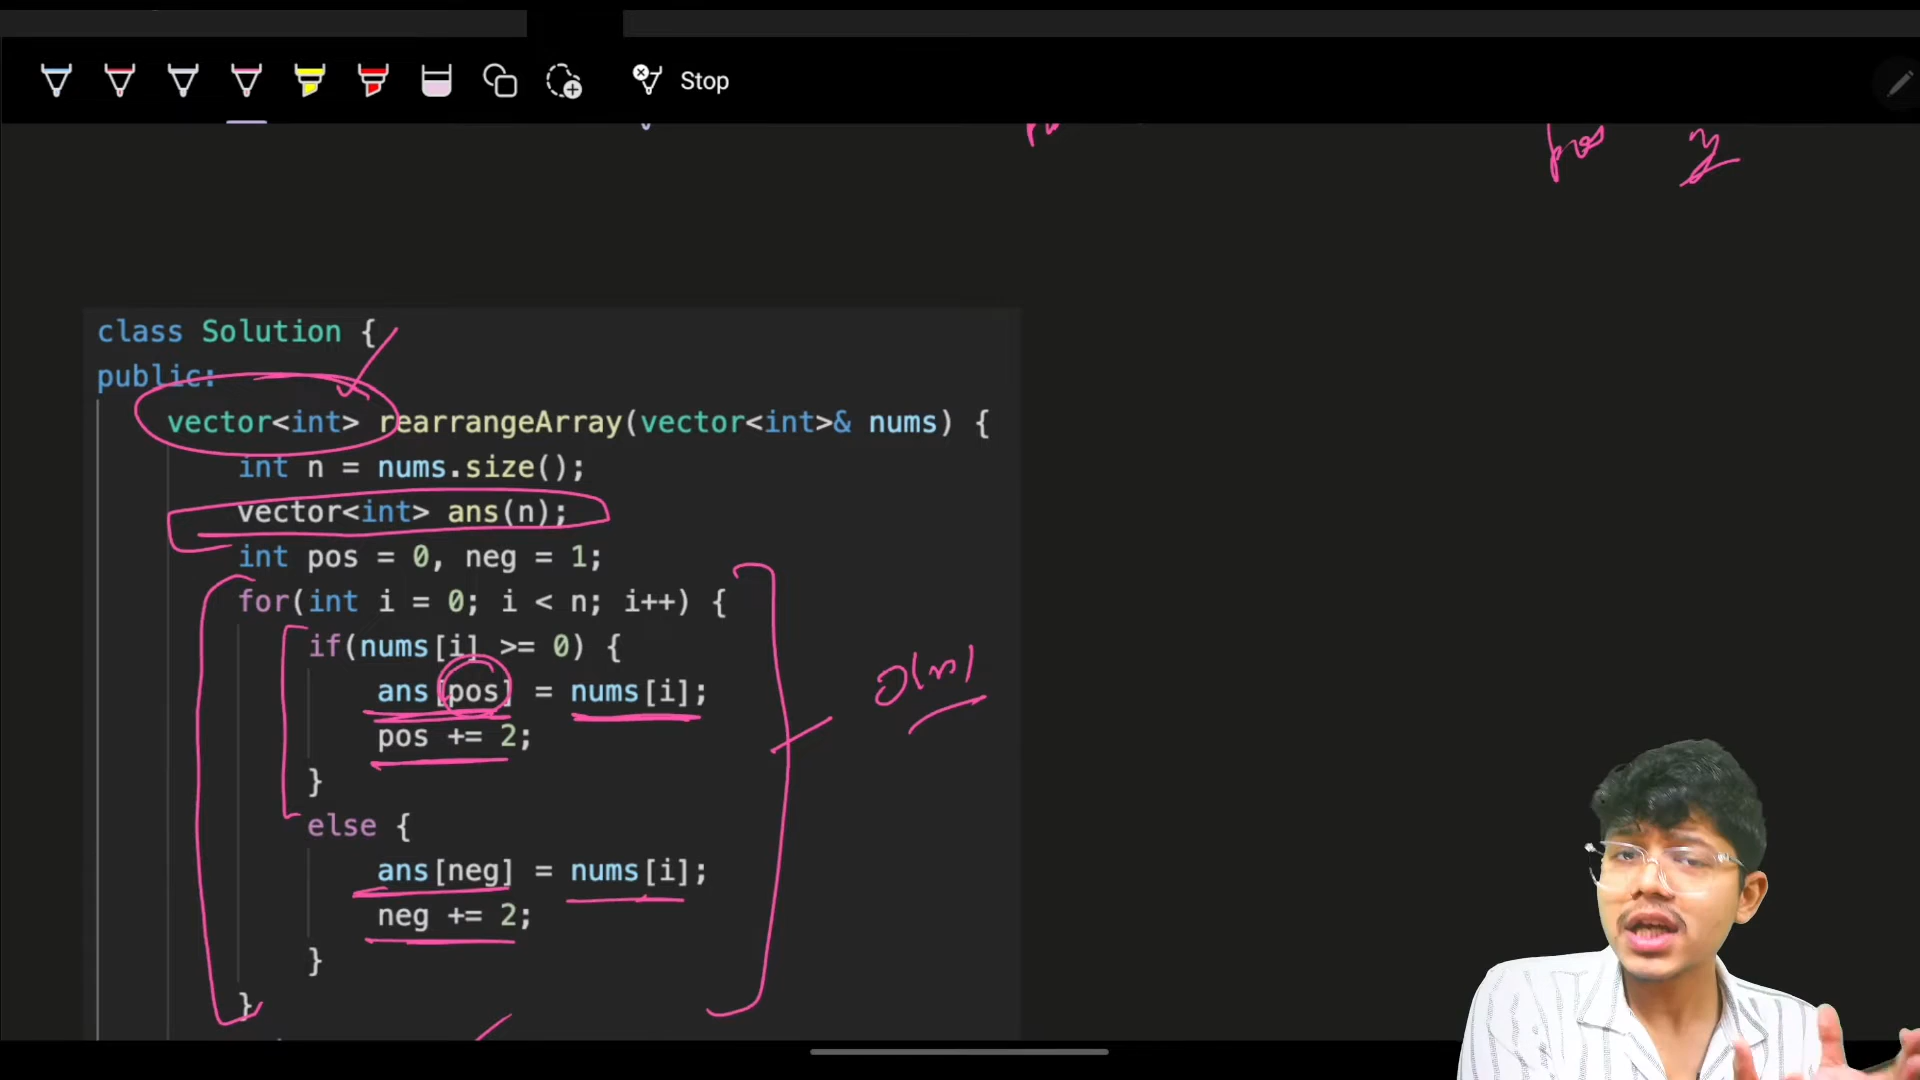 Stop
pos
class Solution {
public:
vector<int> rearrangeArray(vector<int>& nums) {
int n = nums.size();
vector<int> ans(n);
int pos = 0, neg = 1;
for(int i = 0; i < n; i++) {
if(nums[i] >= 0) {
ans[pos] = nums[i];
O(n)
pos += 2;
}
else {
ans[neg] = nums[i];
neg += 2;
}
}